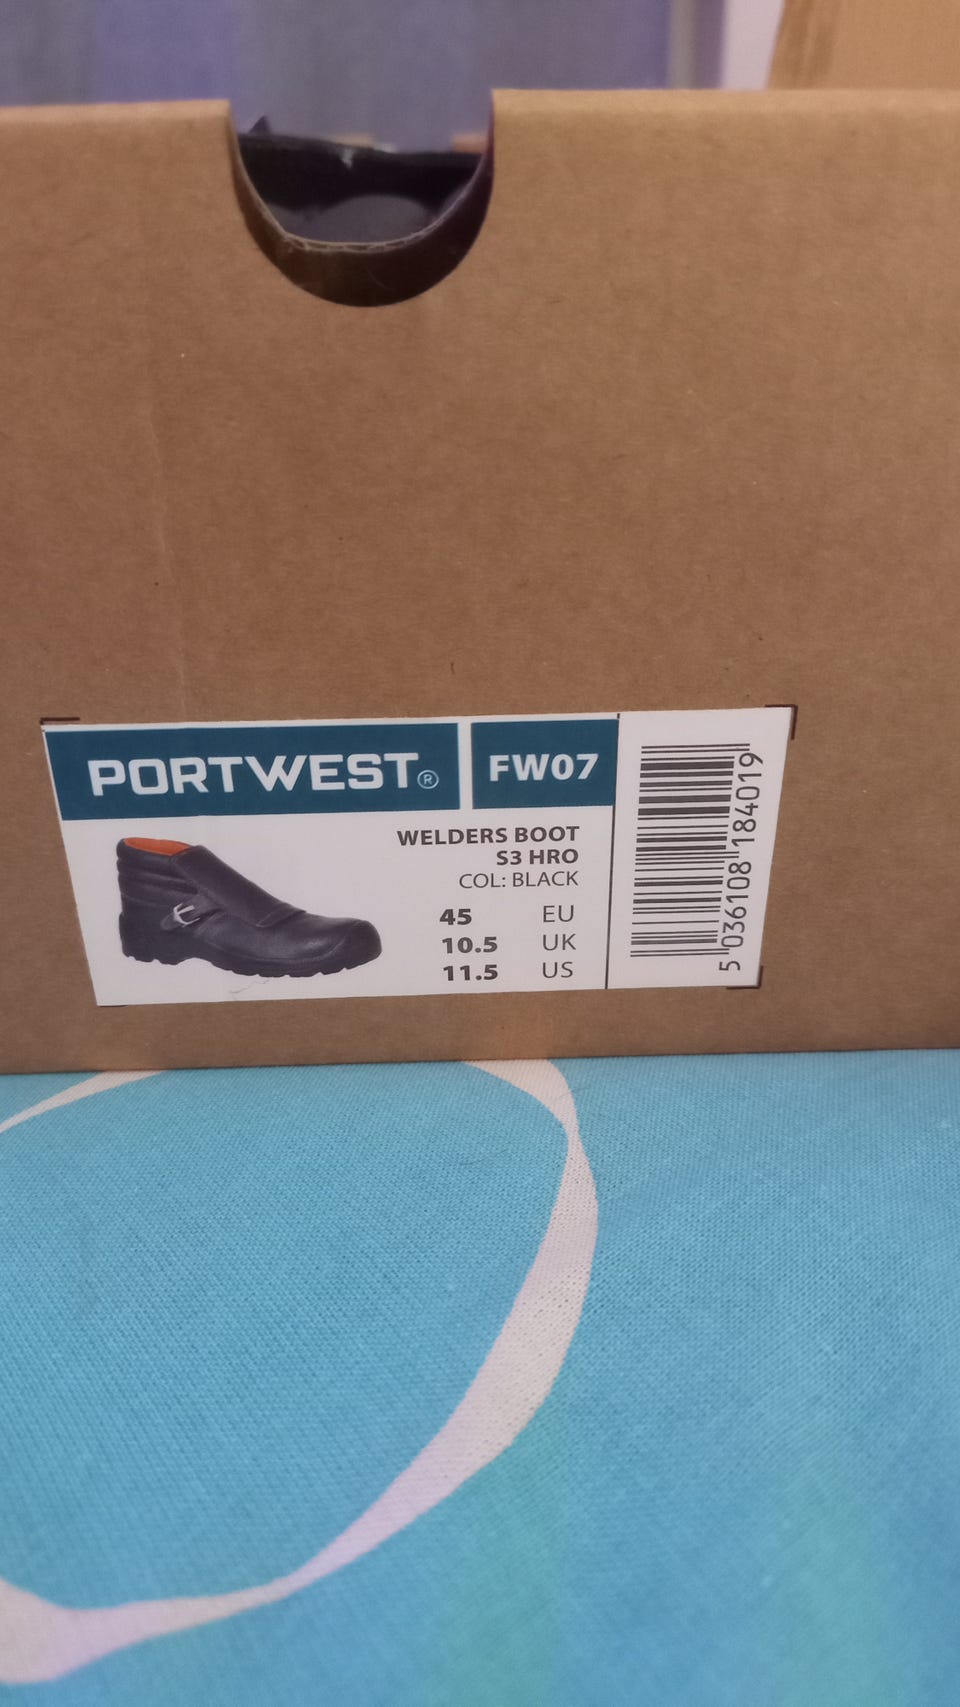 PORTWEST®
FW07
WELDERS BOOT
S3 HRO
COL: BLACK
45 EU
10.5 UK
11.5 US
5 036108 184019